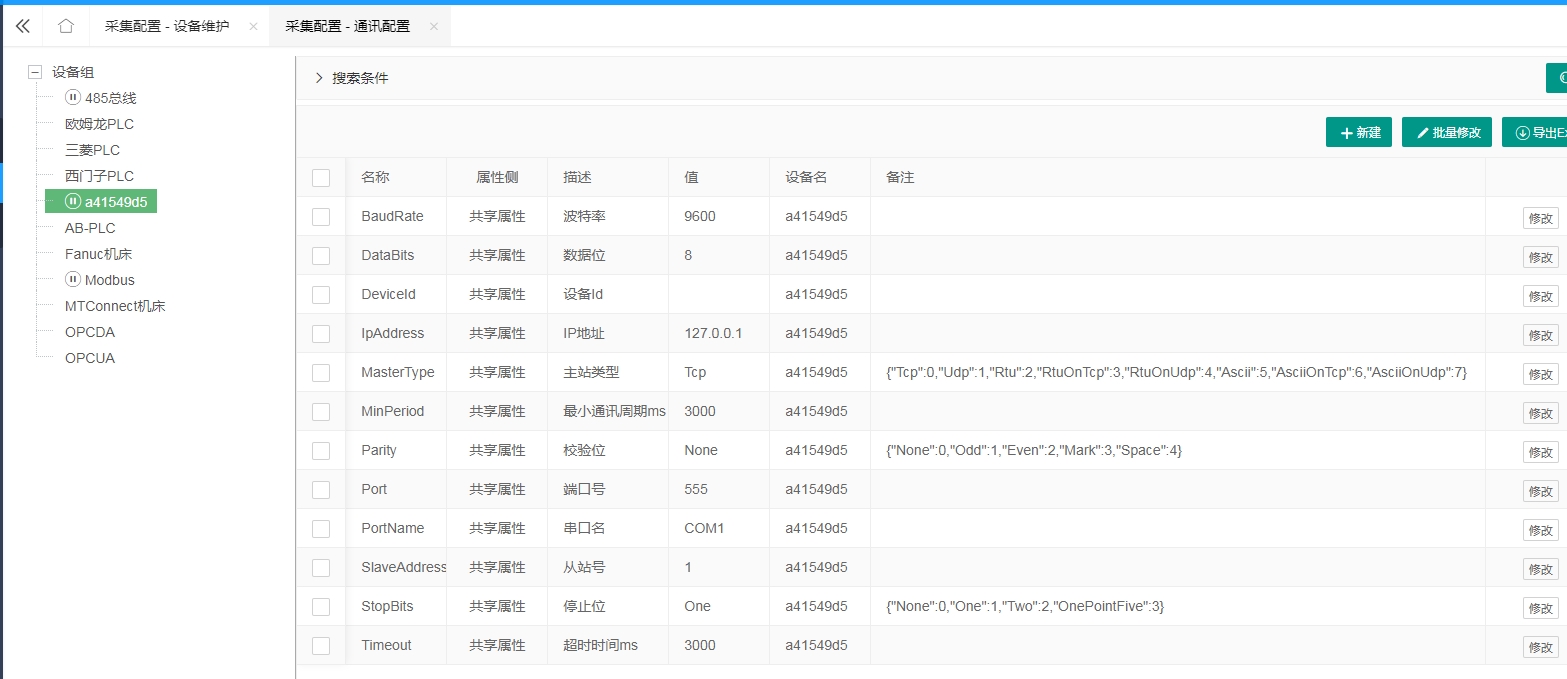 采集配置 - 设备维护 × 采集配置 - 通讯配置 ×
设备组
485总线
欧姆龙PLC
三菱PLC
西门子PLC
a41549d5
AB-PLC
Fanuc机床
Modbus
MTConnect机床
OPCDA
OPCUA
搜索条件
新建 批量修改 导出Ex
名称 属性侧 描述 值 设备名 备注
BaudRate 共享属性 波特率 9600 a41549d5 修改
DataBits 共享属性 数据位 8 a41549d5 修改
DeviceId 共享属性 设备Id a41549d5 修改
IpAddress 共享属性 IP地址 127.0.0.1 a41549d5 修改
MasterType 共享属性 主站类型 Tcp a41549d5 {"Tcp":0,"Udp":1,"Rtu":2,"RtuOnTcp":3,"RtuOnUdp":4,"Ascii":5,"AsciiOnTcp":6,"AsciiOnUdp":7} 修改
MinPeriod 共享属性 最小通讯周期ms 3000 a41549d5 修改
Parity 共享属性 校验位 None a41549d5 {"None":0,"Odd":1,"Even":2,"Mark":3,"Space":4} 修改
Port 共享属性 端口号 555 a41549d5 修改
PortName 共享属性 串口名 COM1 a41549d5 修改
SlaveAddress 共享属性 从站号 1 a41549d5 修改
StopBits 共享属性 停止位 One a41549d5 {"None":0,"One":1,"Two":2,"OnePointFive":3} 修改
Timeout 共享属性 超时时间ms 3000 a41549d5 修改